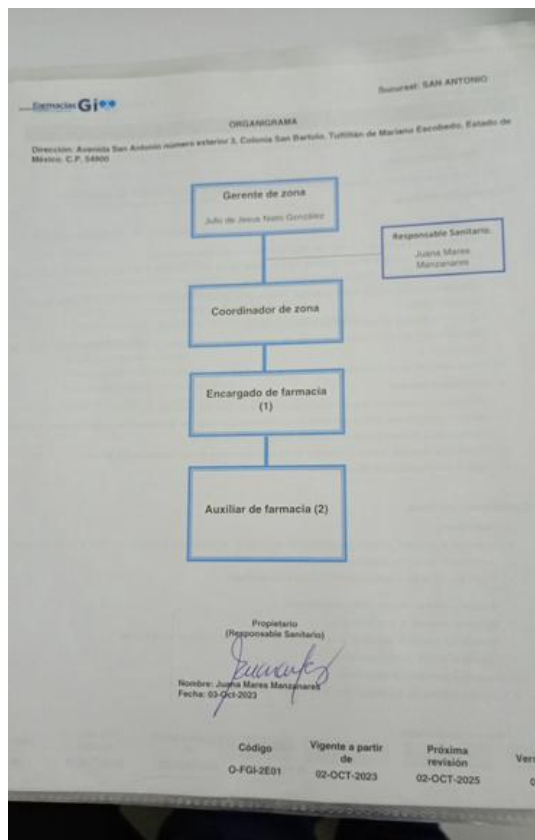 Farmacias Gi
Sucursal: SAN ANTONIO
ORGANIGRAMA
Dirección: Avenida San Antonio número exterior 3, Colonia San Bartolo, Tultitlán de Mariano Escobedo, Estado de
México, C.P. 54900
Gerente de zona
Julio de Jesus Nieto González
Responsable Sanitario.
Juana Mares
Manzanares
Coordinador de zona
Encargado de farmacia
(1)
Auxiliar de farmacia (2)
Propietario
(Responsable Sanitario)
Nombre: Juana Mares Manzanares
Fecha: 03-Oct-2023
Código
Vigente a partir
de
Próxima
revisión
O-FGI-2E01
02-OCT-2023
02-OCT-2025